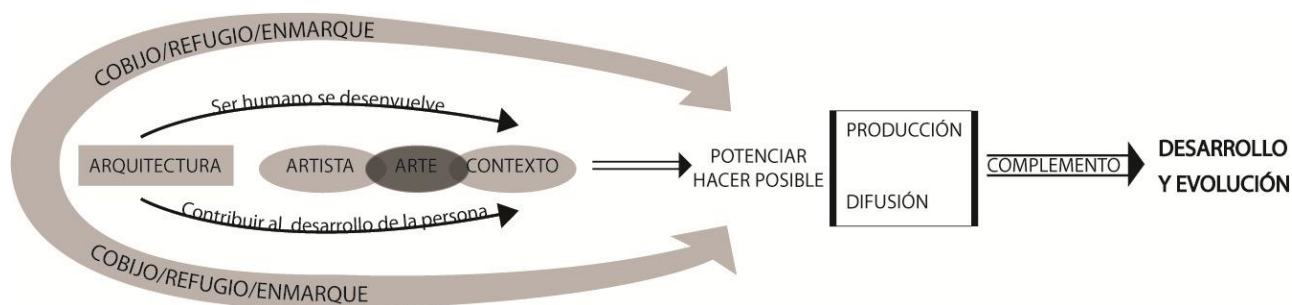 COBIJO/REFUGIO/ENMARQUE
Ser humano se desenvuelve
ARQUITECTURA
ARTISTA
ARTE
CONTEXTO
Contribuir al desarrollo de la persona
COBIJO/REFUGIO/ENMARQUE
POTENCIAR
HACER POSIBLE
PRODUCCIÓN
DIFUSIÓN
COMPLEMENTO
DESARROLLO
Y EVOLUCIÓN